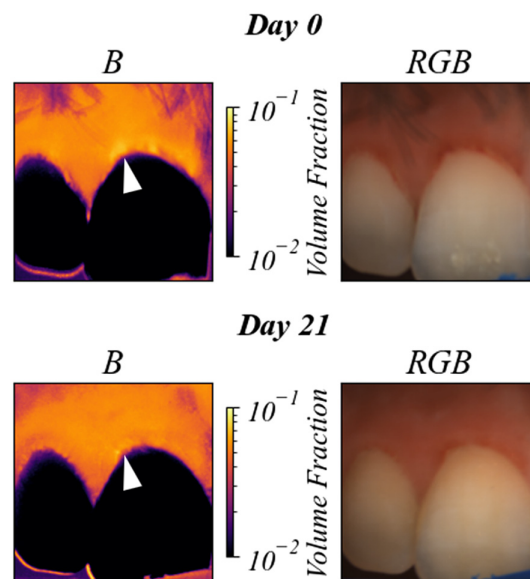 Day 0
B
RGB
10⁻¹
Volume Fraction
10⁻²
Day 21
B
RGB
10⁻¹
Volume Fraction
10⁻²